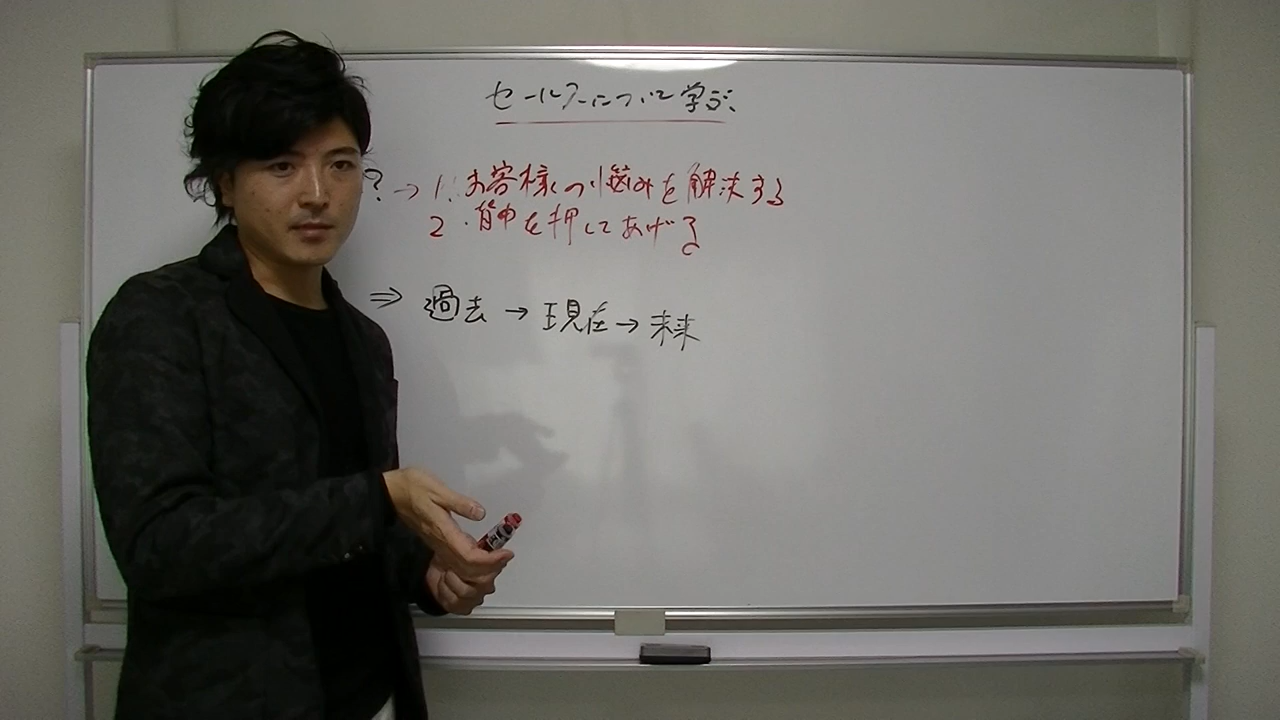 セールスについて学ぶ
?→1.お客様の悩みを解決する
2.背中を押してあげる
⇒ 過去→現在→未来